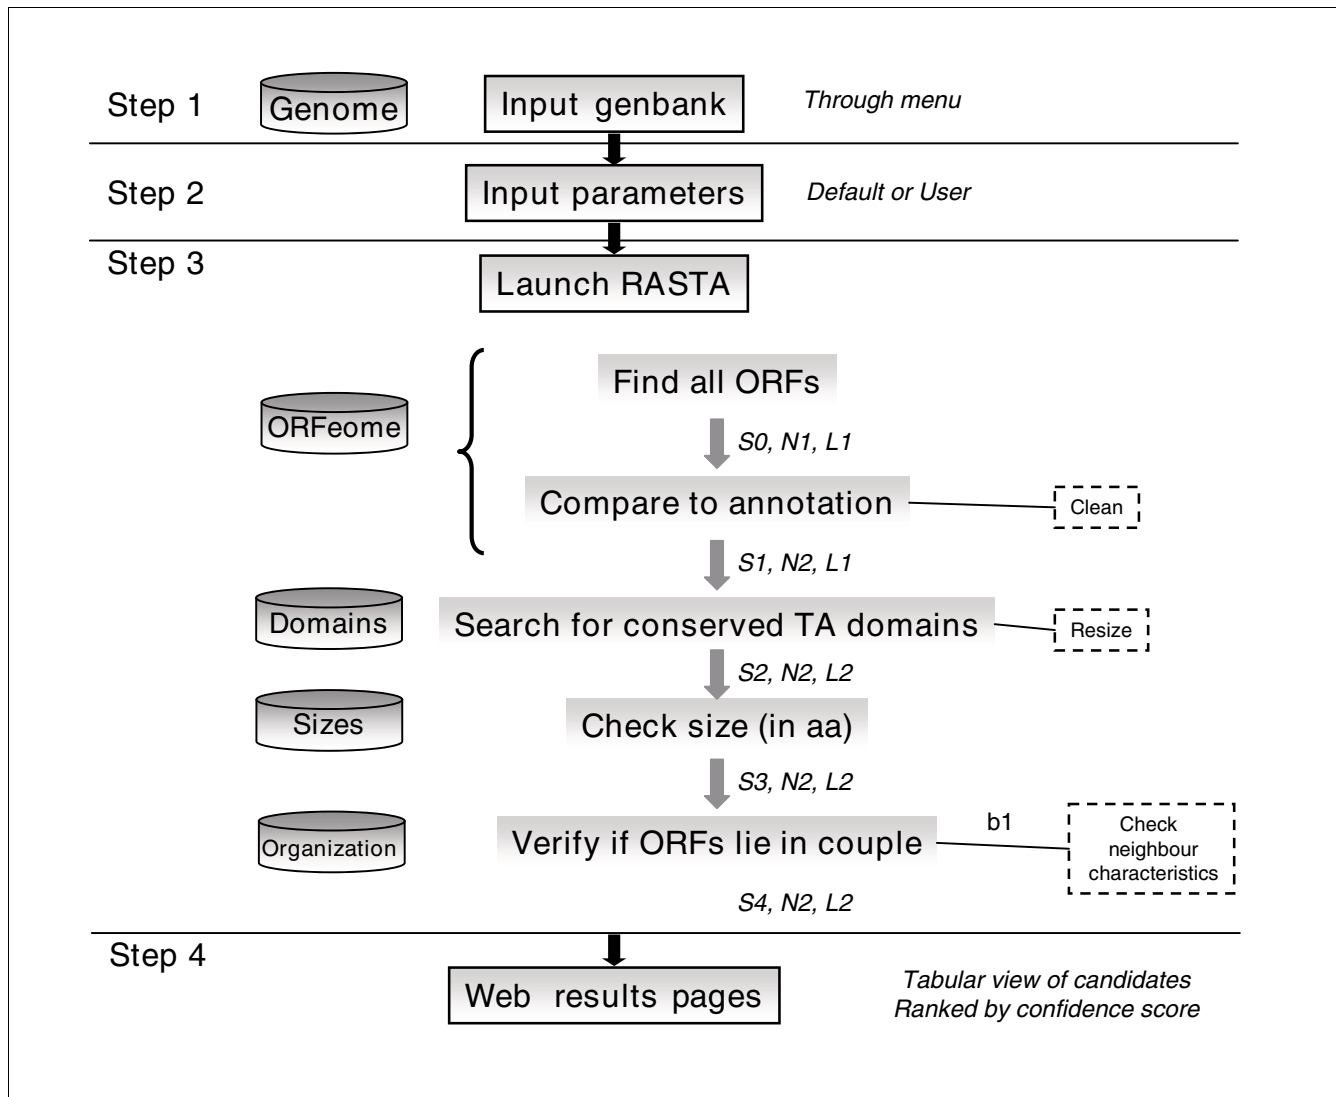 Step 1
Genome
Input genbank
Through menu
Step 2
Input parameters
Default or User
Step 3
Launch RASTA
Find all ORFs
ORFeome
S0, N1, L1
Compare to annotation
Clean
S1, N2, L1
Domains
Search for conserved TA domains
Resize
S2, N2, L2
Sizes
Check size (in aa)
S3, N2, L2
Organization
Verify if ORFs lie in couple
b1
Check
neighbour
characteristics
S4, N2, L2
Step 4
Web results pages
Tabular view of candidates
Ranked by confidence score